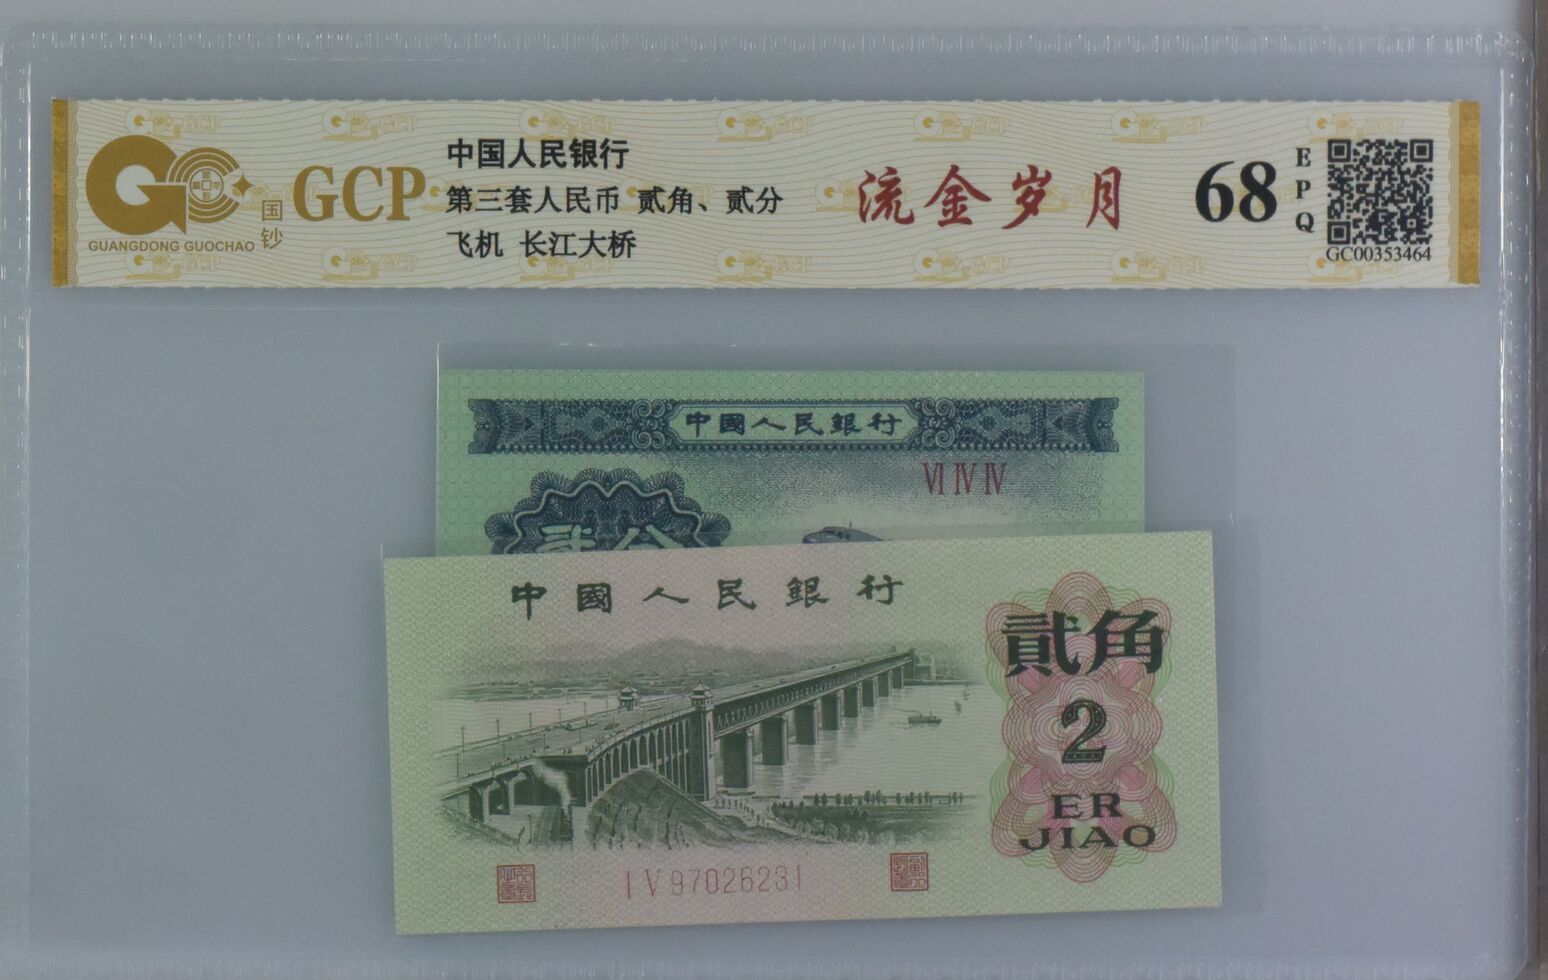 GCP
国钞
GUANGDONG GUOCHAO
中国人民银行
第三套人民币 贰角、贰分
飞机 长江大桥
流金岁月
68
EPQ
GC00353464
中國人民銀行
VI IV IV
貳分
中國人民銀行
貳角
2
ER
JIAO
I V 97026231